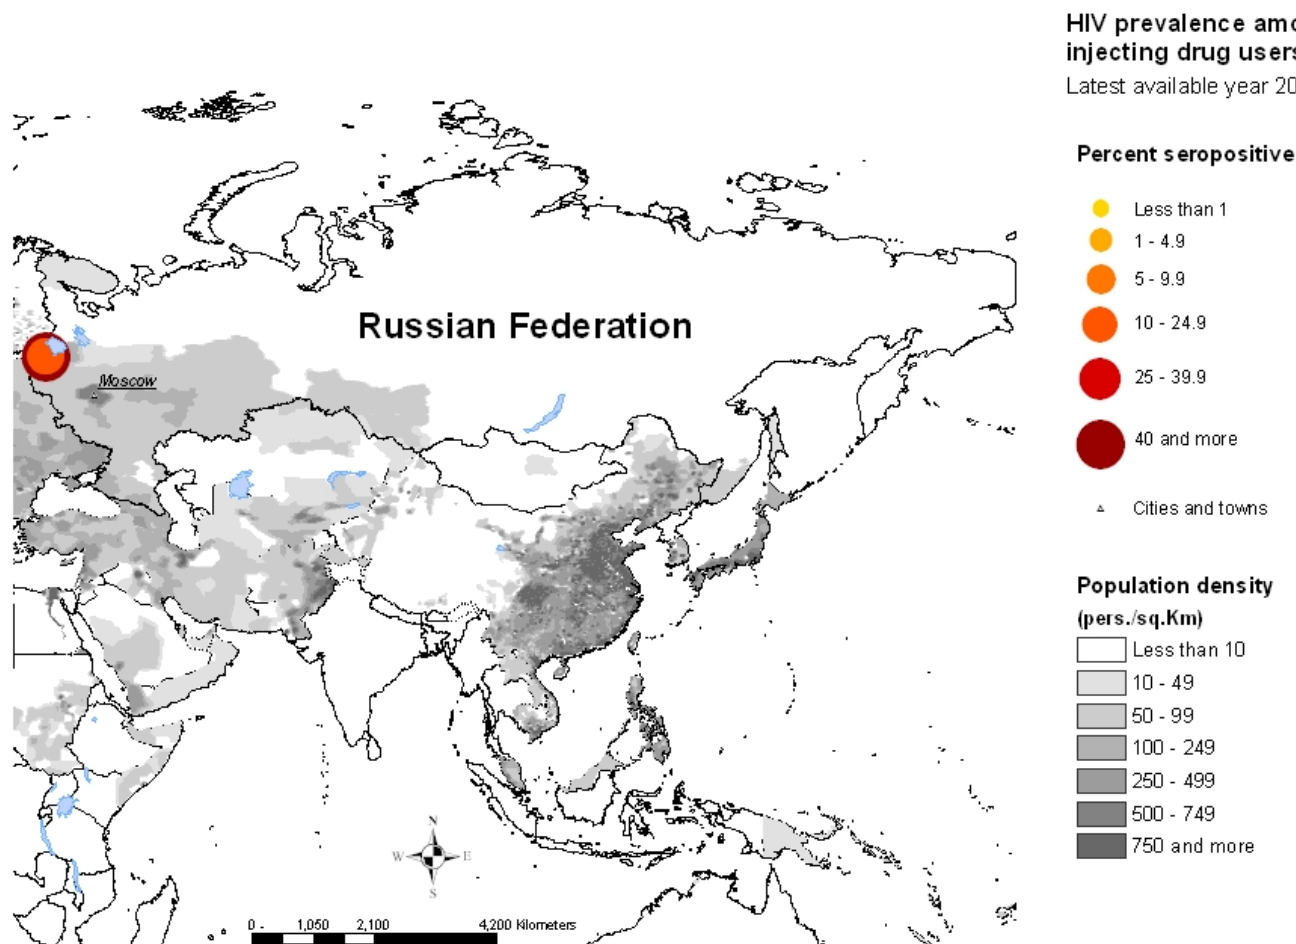 HIV prevalence amo
injecting drug users
Latest available year 20
Percent seropositive
Less than 1
1 - 4.9
5 - 9.9
10 - 24.9
25 - 39.9
40 and more
Cities and towns
Population density
(pers./sq.Km)
Less than 10
10 - 49
50 - 99
100 - 249
250 - 499
500 - 749
750 and more
Russian Federation
Moscow
N
W E
S
0 - 1,050 2,100 4,200 Kilometers